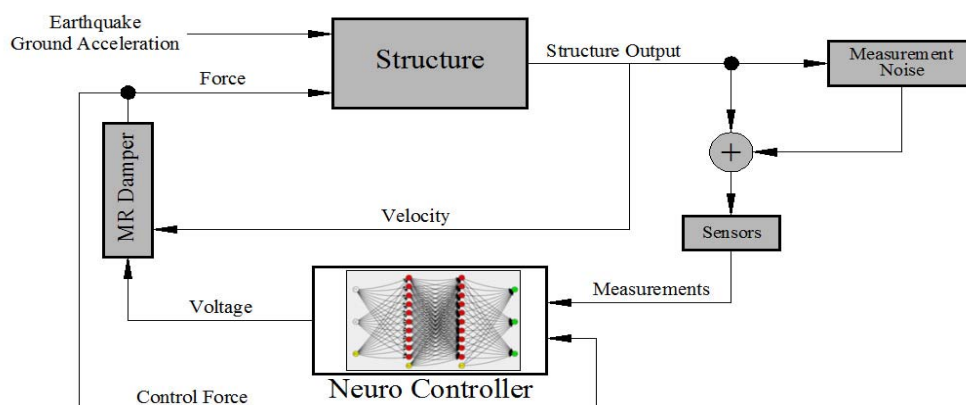 Earthquake
Ground Acceleration
Structure
Structure Output
Measurement
Noise
Force
MR Damper
+
Velocity
Sensors
Measurements
Voltage
Neuro Controller
Control Force